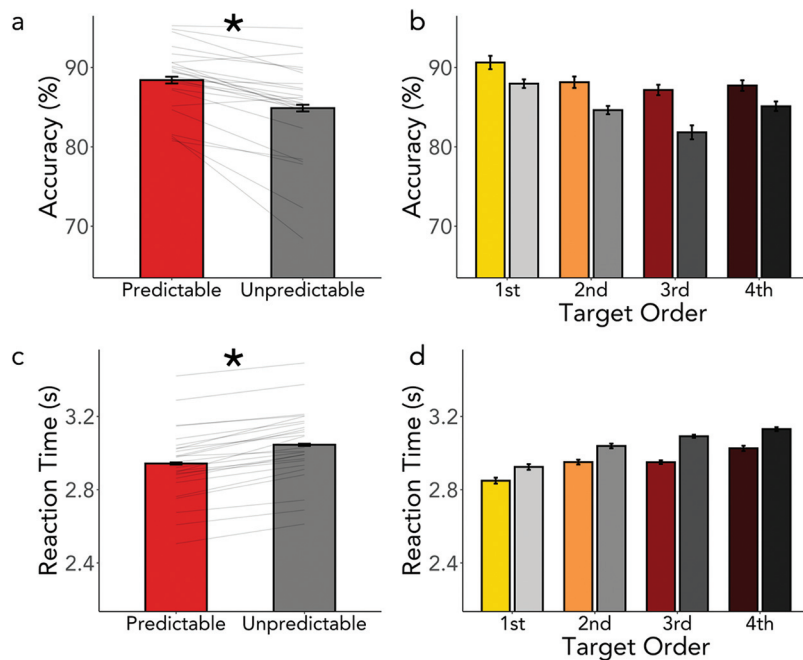 a
*
Accuracy (%)
90
80
70
Predictable Unpredictable
b
Accuracy (%)
90
80
70
1st 2nd 3rd 4th
Target Order
c
*
Reaction Time (s)
3.2
2.8
2.4
Predictable Unpredictable
d
Reaction Time (s)
3.2
2.8
2.4
1st 2nd 3rd 4th
Target Order